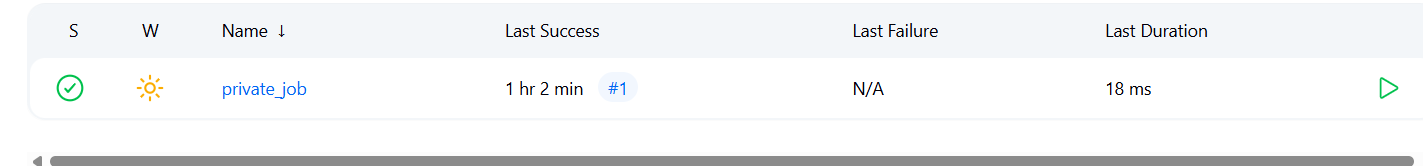 S W Name ↓ Last Success Last Failure Last Duration
private_job 1 hr 2 min #1 N/A 18 ms